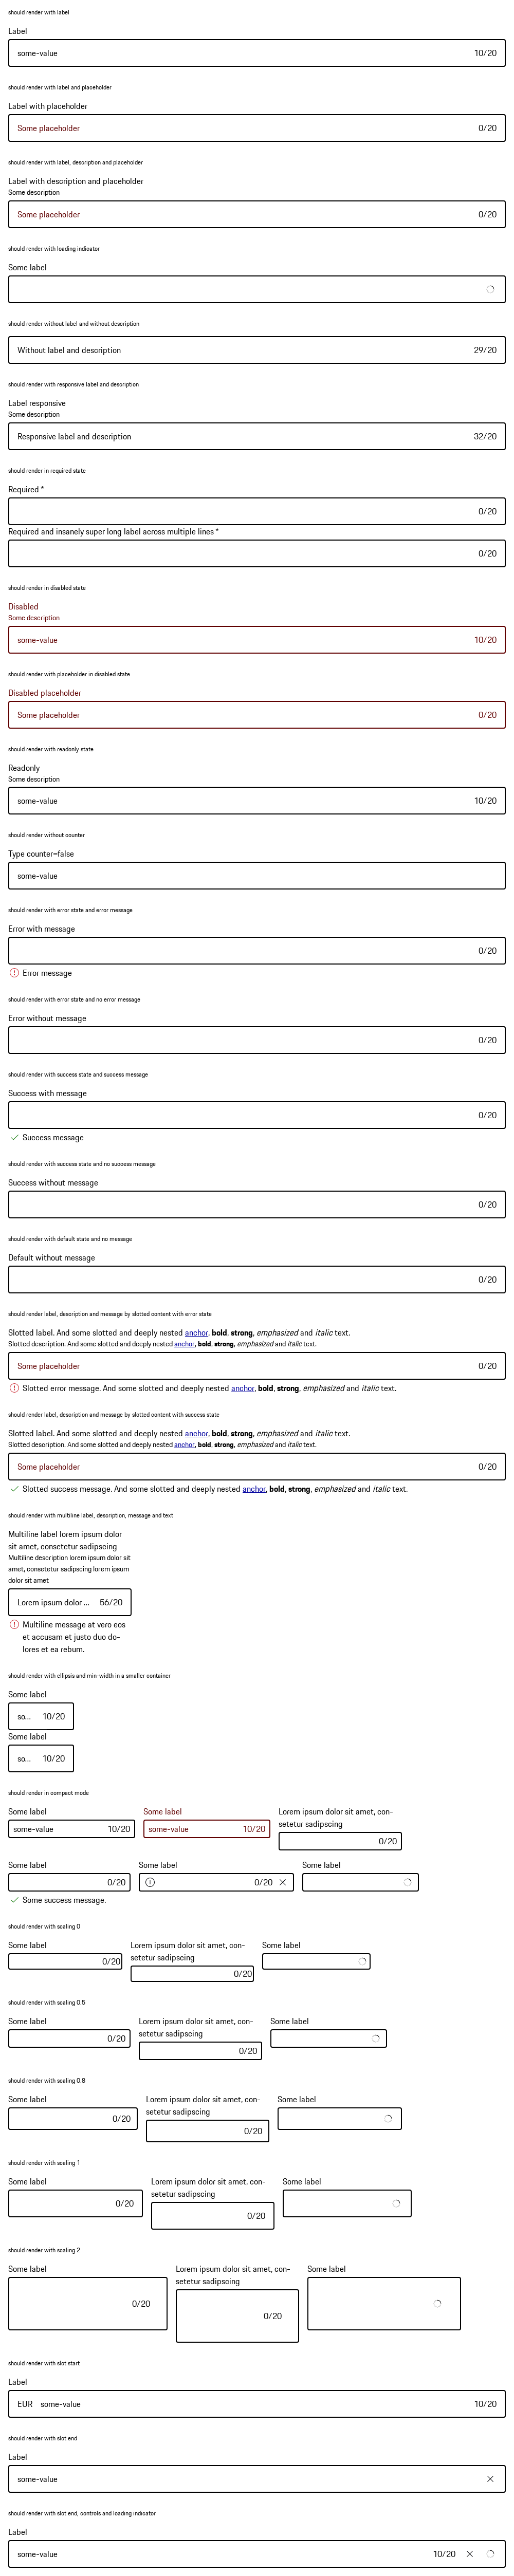 should render with label
Label
some-value 10/20
should render with label and placeholder
Label with placeholder
Some placeholder 0/20
should render with label, description and placeholder
Label with description and placeholder
Some description
Some placeholder 0/20
should render with loading indicator
Some label
should render without label and without description
Without label and description 29/20
should render with responsive label and description
Label responsive
Some description
Responsive label and description 32/20
should render in required state
Required *
0/20
Required and insanely super long label across multiple lines *
0/20
should render in disabled state
Disabled
Some description
some-value 10/20
should render with placeholder in disabled state
Disabled placeholder
Some placeholder 0/20
should render with readonly state
Readonly
Some description
some-value 10/20
should render without counter
Type counter=false
some-value
should render with error state and error message
Error with message
0/20
Error message
should render with error state and no error message
Error without message
0/20
should render with success state and success message
Success with message
0/20
Success message
should render with success state and no success message
Success without message
0/20
should render with default state and no message
Default without message
0/20
should render label, description and message by slotted content with error state
Slotted label. And some slotted and deeply nested anchor, bold, strong, emphasized and italic text.
Slotted description. And some slotted and deeply nested anchor, bold, strong, emphasized and italic text.
Some placeholder 0/20
Slotted error message. And some slotted and deeply nested anchor, bold, strong, emphasized and italic text.
should render label, description and message by slotted content with success state
Slotted label. And some slotted and deeply nested anchor, bold, strong, emphasized and italic text.
Slotted description. And some slotted and deeply nested anchor, bold, strong, emphasized and italic text.
Some placeholder 0/20
Slotted success message. And some slotted and deeply nested anchor, bold, strong, emphasized and italic text.
should render with multiline label, description, message and text
Multiline label lorem ipsum dolor
sit amet, consetetur sadipscing
Multiline description lorem ipsum dolor sit
amet, consetetur sadipscing lorem ipsum
dolor sit amet
Lorem ipsum dolor ... 56/20
Multiline message at vero eos
et accusam et justo duo do-
lores et ea rebum.
should render with ellipsis and min-width in a smaller container
Some label
so... 10/20
Some label
so... 10/20
should render in compact mode
Some label Some label Lorem ipsum dolor sit amet, con-
setetur sadipscing
some-value 10/20 some-value 10/20
0/20
Some label Some label Some label
0/20 0/20
Some success message.
should render with scaling 0
Some label Lorem ipsum dolor sit amet, con- Some label
setetur sadipscing
0/20
0/20
should render with scaling 0.5
Some label Lorem ipsum dolor sit amet, con- Some label
setetur sadipscing
0/20
0/20
should render with scaling 0.8
Some label Lorem ipsum dolor sit amet, con- Some label
setetur sadipscing
0/20
0/20
should render with scaling 1
Some label Lorem ipsum dolor sit amet, con- Some label
setetur sadipscing
0/20
0/20
should render with scaling 2
Some label Lorem ipsum dolor sit amet, con- Some label
setetur sadipscing
0/20
0/20
should render with slot start
Label
EUR some-value 10/20
should render with slot end
Label
some-value
should render with slot end, controls and loading indicator
Label
some-value 10/20